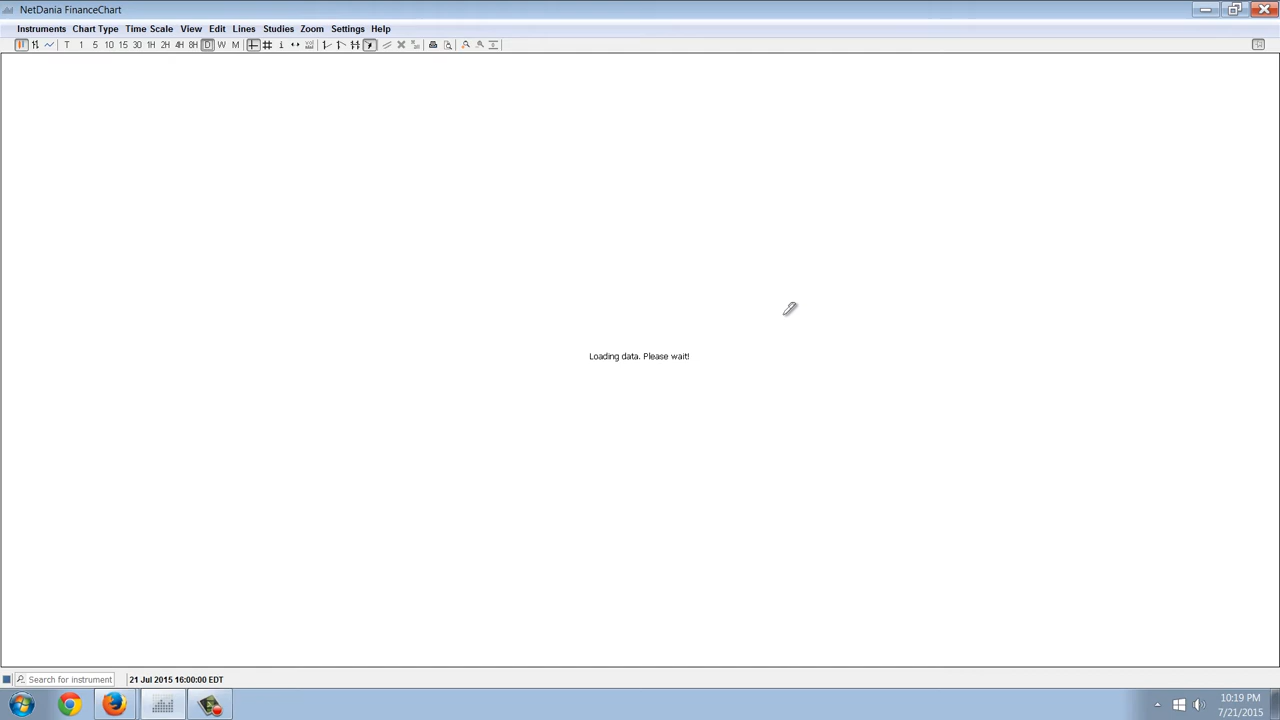 NetDania FinanceChart
Instruments Chart Type Time Scale View Edit Lines Studies Zoom Settings Help
T 1 5 10 15 30 1H 2H 4H 8H D W M
Loading data. Please wait!
Search for instrument 21 Jul 2015 16:00:00 EDT
10:19 PM
7/21/2015